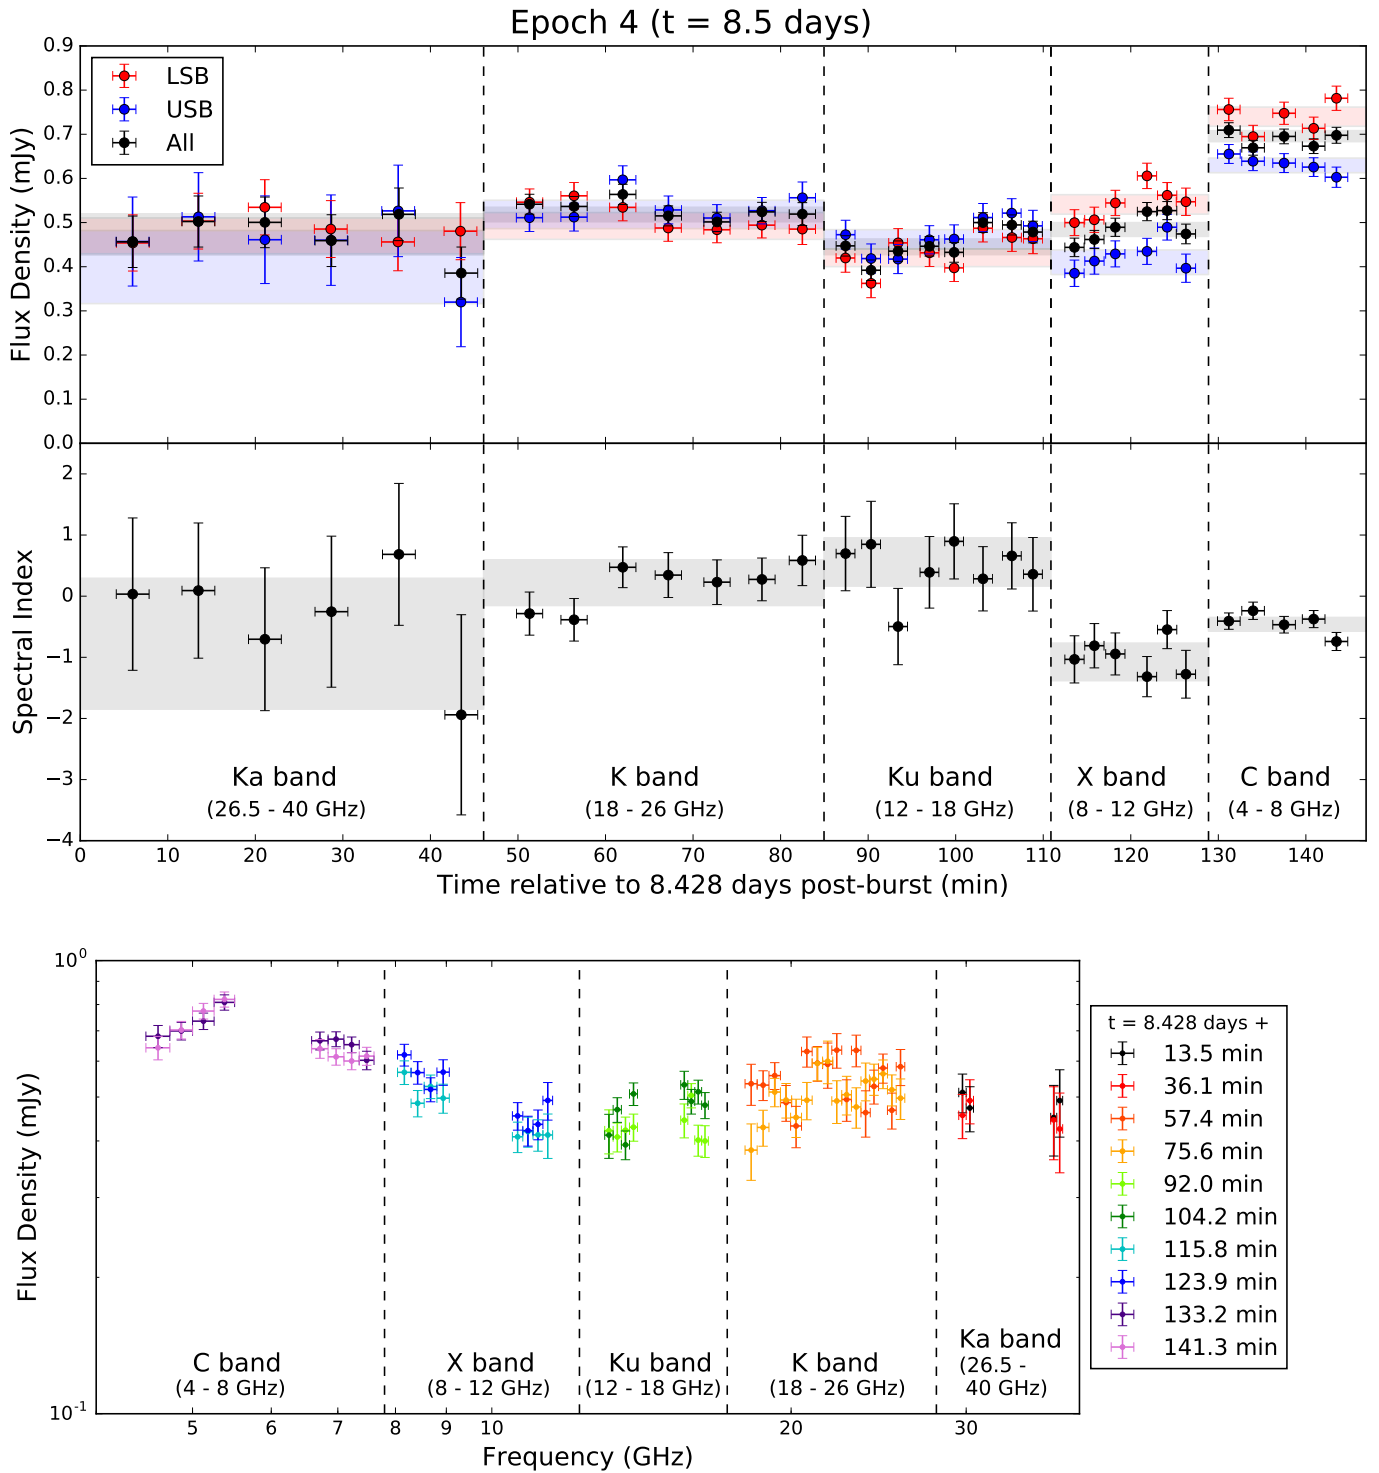 Epoch 4 (t = 8.5 days)
Flux Density (mJy)
0.9
0.8
0.7
0.6
0.5
0.4
0.3
0.2
0.1
0.0
LSB
USB
All
Spectral Index
2
1
0
−1
−2
−3
−4
Ka band
(26.5 - 40 GHz)
K band
(18 - 26 GHz)
Ku band
(12 - 18 GHz)
X band
(8 - 12 GHz)
C band
(4 - 8 GHz)
0 10 20 30 40 50 60 70 80 90 100 110 120 130 140
Time relative to 8.428 days post-burst (min)
Flux Density (mJy)
10⁰
10⁻¹
C band
(4 - 8 GHz)
X band
(8 - 12 GHz)
Ku band
(12 - 18 GHz)
K band
(18 - 26 GHz)
Ka band
(26.5 -
40 GHz)
5 6 7 8 9 10 20 30
Frequency (GHz)
t = 8.428 days +
13.5 min
36.1 min
57.4 min
75.6 min
92.0 min
104.2 min
115.8 min
123.9 min
133.2 min
141.3 min